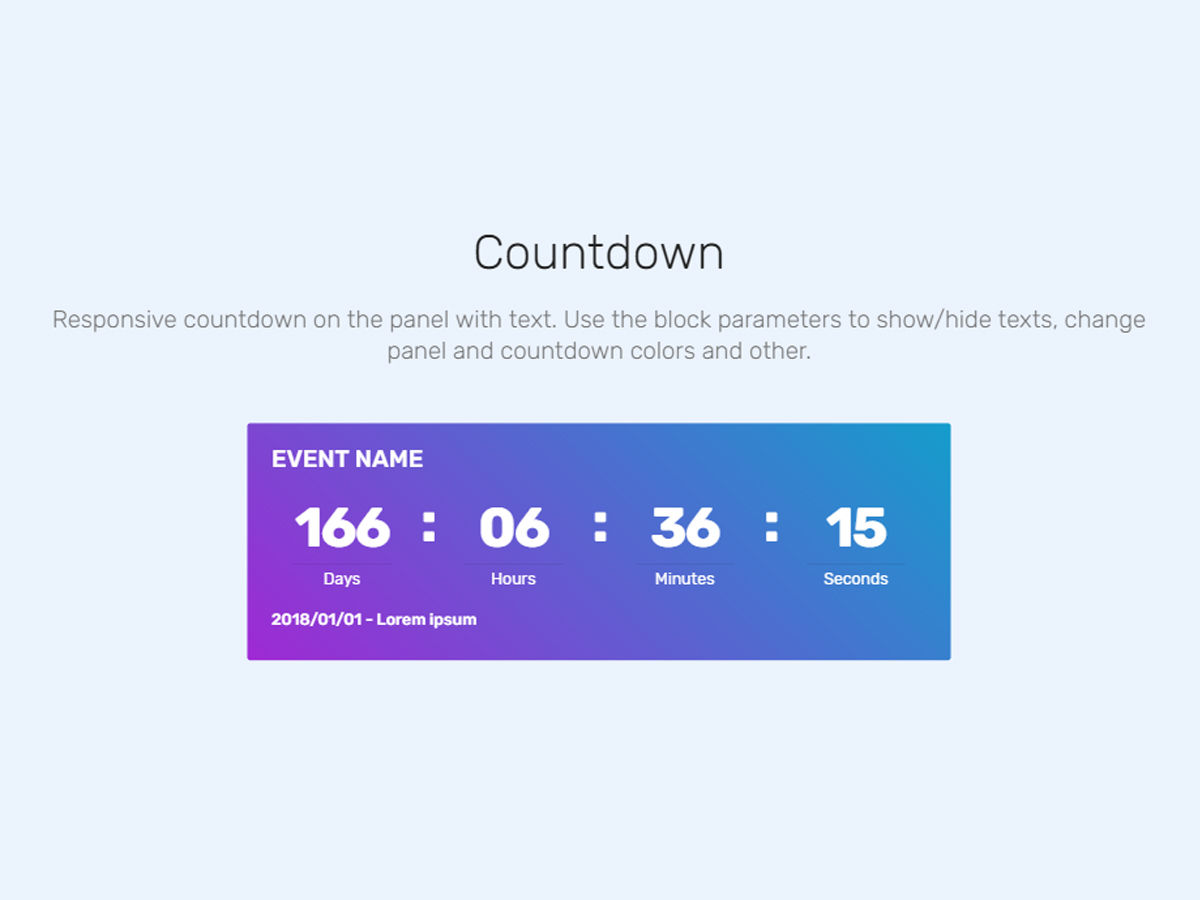 Countdown
Responsive countdown on the panel with text. Use the block parameters to show/hide texts, change
panel and countdown colors and other.
EVENT NAME
166 : 06 : 36 : 15
Days Hours Minutes Seconds
2018/01/01 - Lorem ipsum